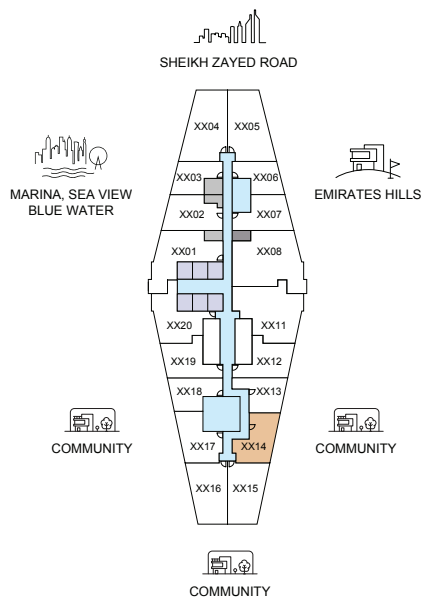 SHEIKH ZAYED ROAD
XX04 XX05
MARINA, SEA VIEW
BLUE WATER
EMIRATES HILLS
XX03 XX06
XX02 XX07
XX01 XX08
XX20 XX11
XX19 XX12
XX18 XX13
COMMUNITY
COMMUNITY
XX17 XX14
XX16 XX15
COMMUNITY